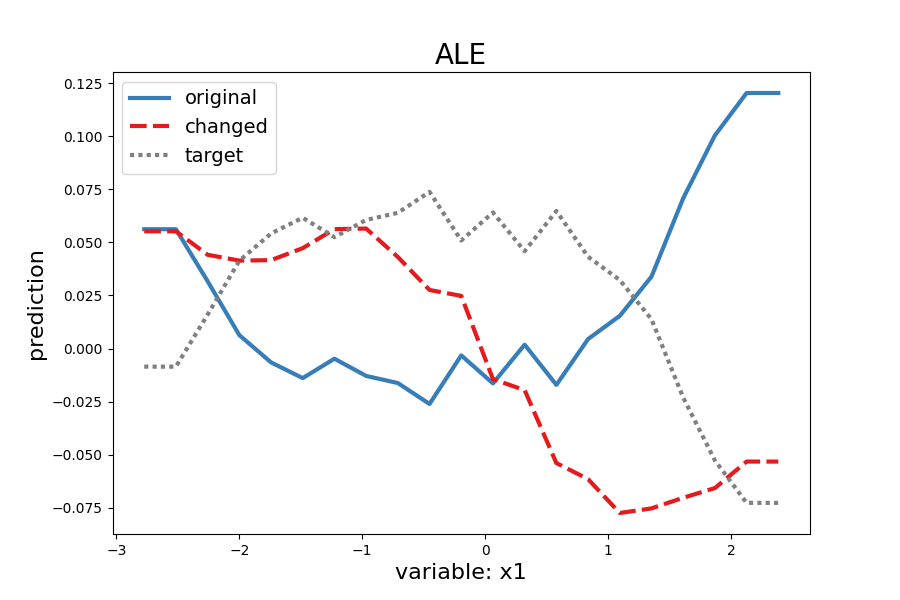 ALE
original
changed
target
0.125
0.100
0.075
0.050
0.025
0.000
−0.025
−0.050
−0.075
prediction
−3
−2
−1
0
1
2
variable: x1